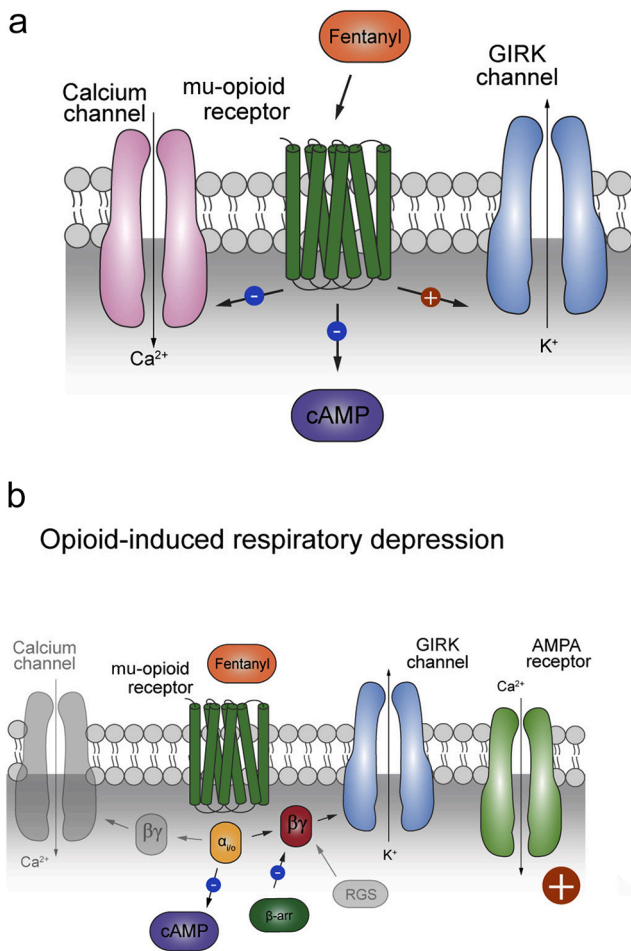 a
Fentanyl
GIRK
channel
Calcium
channel
mu-opioid
receptor
-
+
-
Ca²⁺
K⁺
cAMP
b
Opioid-induced respiratory depression
Calcium
channel
mu-opioid
receptor
Fentanyl
GIRK
channel
AMPA
receptor
Ca²⁺
βγ
αi/o
βγ
Ca²⁺
K⁺
-
-
+
cAMP
β-arr
RGS